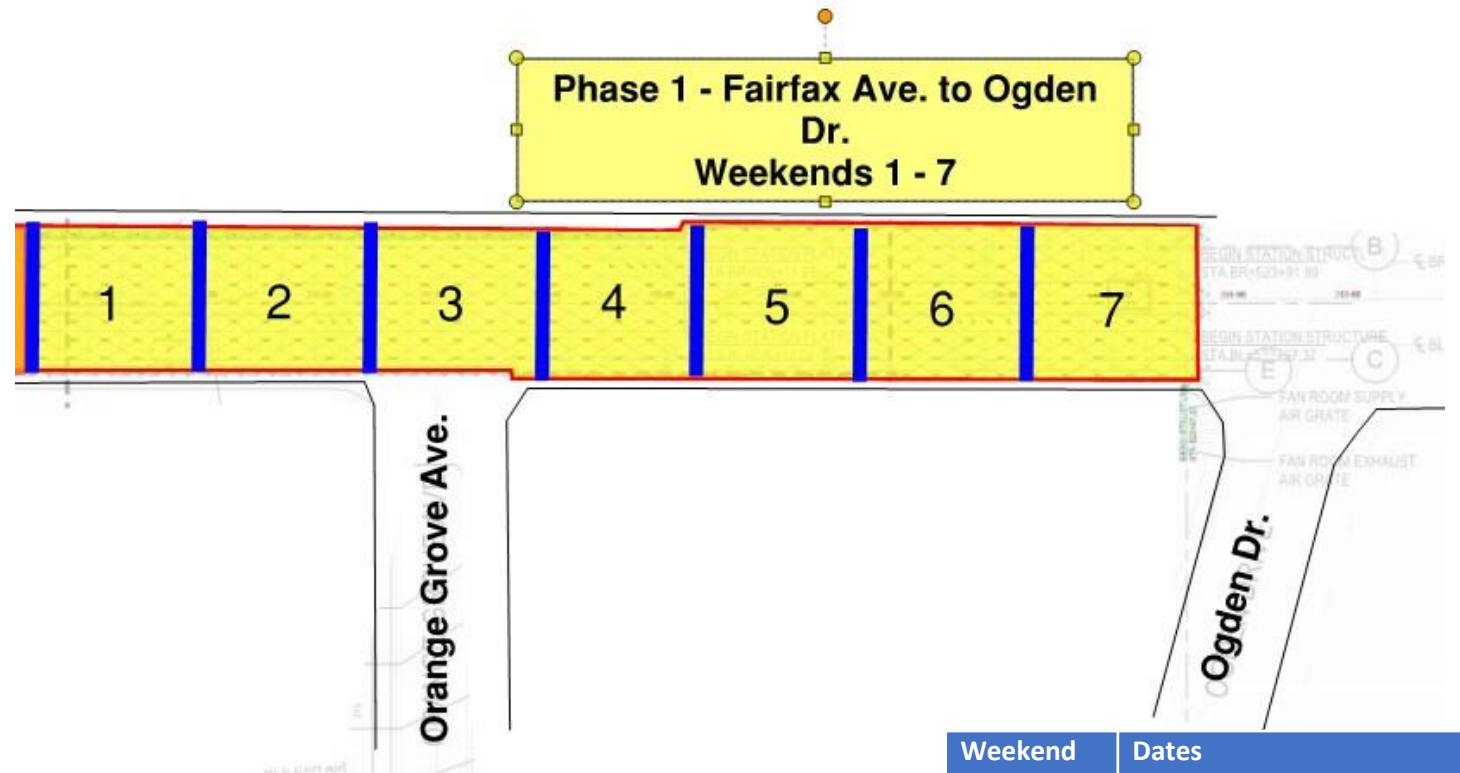 Phase 1 - Fairfax Ave. to Ogden
Dr.
Weekends 1 - 7
1
2
3
4
5
6
7
BEGIN STATION STRUCTURE
B
BEGIN STATION STRUCTURE
C
E
FAN ROOM SUPPLY
AIR GRATE
FAN ROOM EXHAUST
AIR GRATE
Orange Grove Ave.
Ogden Dr.
Weekend Dates